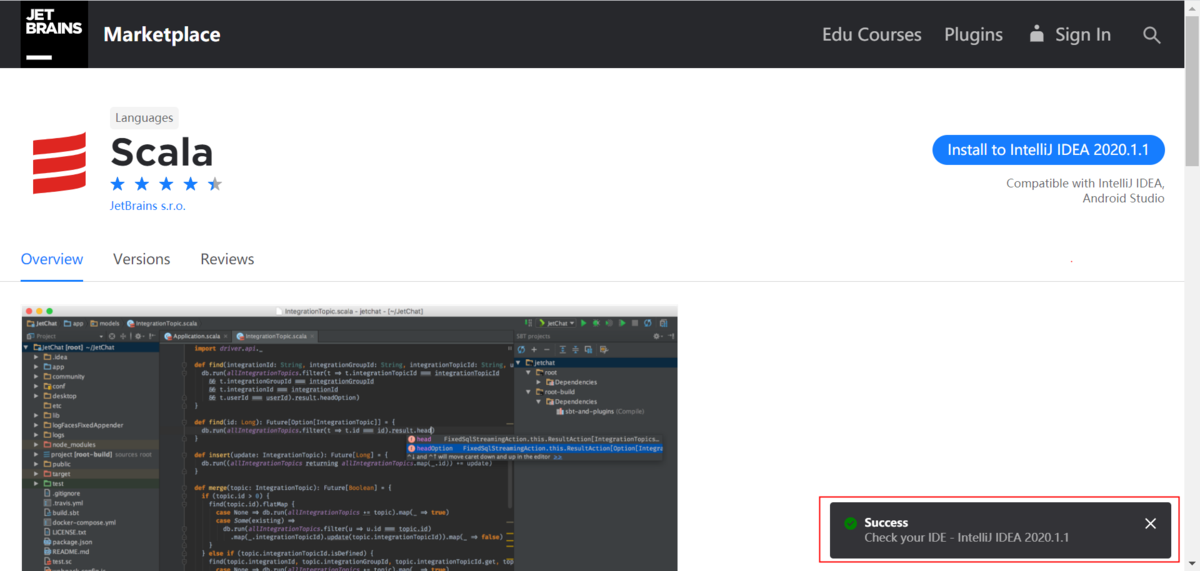 JET
BRAINS
Marketplace
Edu Courses
Plugins
Sign In
Languages
Scala
JetBrains s.r.o.
Install to IntelliJ IDEA 2020.1.1
Compatible with IntelliJ IDEA,
Android Studio
Overview
Versions
Reviews
IntegrationTopic.scala - jetchat - [~/JetChat]
JetChat
app
models
IntegrationTopic.scala
JetChat
Project
Application.scala
IntegrationTopic.scala
SBT projects
JetChat [root] ~/JetChat
.idea
app
community
conf
desktop
etc
lib
logFacesFixedAppender
logs
node_modules
project [root-build] sources root
public
target
test
.gitignore
.travis.yml
build.sbt
docker-compose.yml
LICENSE.txt
package.json
README.md
test.sc
import driver.api._
def find(integrationId: String, integrationGroupId: String, integrationTopicId: String, u
db.run(allIntegrationTopics.filter(t => t.integrationTopicId === integrationTopicId
&& t.integrationGroupId === integrationGroupId
&& t.integrationId === integrationId
&& t.userId === userId).result.headOption)
}
def find(id: Long): Future[Option[IntegrationTopic]] = {
db.run(allIntegrationTopics.filter(t => t.id === id).result.head)
}
head FixedSqlStreamingAction.this.ResultAction[IntegrationTopics…
headOption FixedSqlStreamingAction.this.ResultAction[Option[Integr
^↓ and ^↑ will move caret down and up in the editor >>
def insert(update: IntegrationTopic): Future[Long] = {
db.run((allIntegrationTopics returning allIntegrationTopics.map(_.id)) += update)
}
def merge(topic: IntegrationTopic): Future[Boolean] = {
if (topic.id > 0) {
find(topic.id).flatMap {
case None => db.run(allIntegrationTopics += topic).map(_ => true)
case Some(existing) =>
db.run(allIntegrationTopics.filter(u => u.id === topic.id)
.map(_.integrationTopicId).update(topic.integrationTopicId)).map(_ => false)
}
} else if (topic.integrationTopicId.isDefined) {
find(topic.integrationId, topic.integrationGroupId, topic.integrationTopicId.get, to
case None => db.run(allIntegrationTopics += topic).map(_ => true)
jetchat
root
Dependencies
root-build
Dependencies
sbt-and-plugins (Compile)
Success
Check your IDE - IntelliJ IDEA 2020.1.1